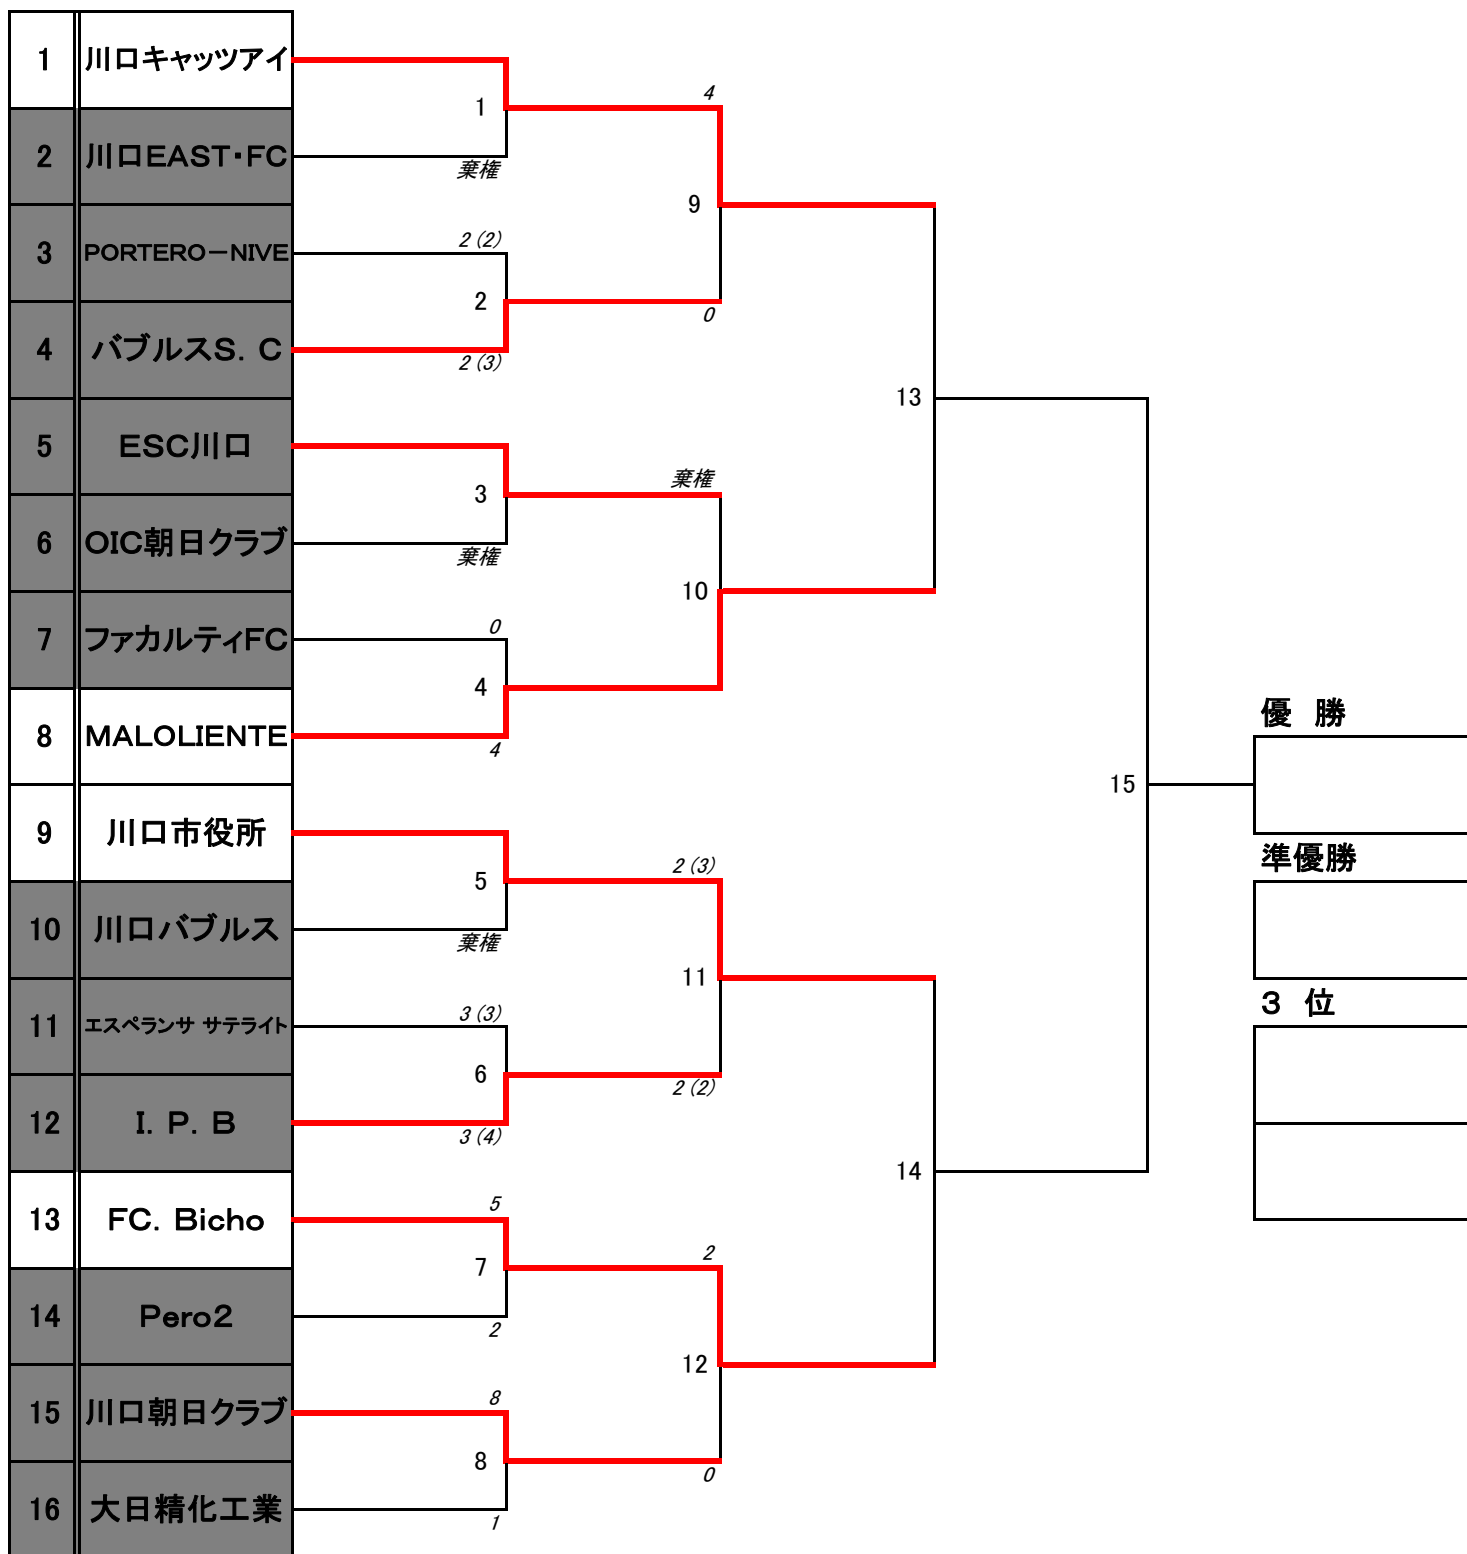 1 川口キャッツアイ
4
1
2 川口EAST・FC
棄権
9
3 PORTERO－NIVE
2 (2)
2
0
4 バブルスS．C
2 (3)
13
5 ESC川口
棄権
3
6 OIC朝日クラブ
棄権
10
7 ファカルティFC
0
4
8 MALOLIENTE
4
優 勝
15
9 川口市役所
2 (3)
5
準優勝
10 川口バブルス
棄権
11
3 位
11 エスペランサ サテライト
3 (3)
6
2 (2)
12 I．P．B
3 (4)
14
13 FC．Bicho
5
2
7
14 Pero2
2
12
15 川口朝日クラブ
8
8
0
16 大日精化工業
1